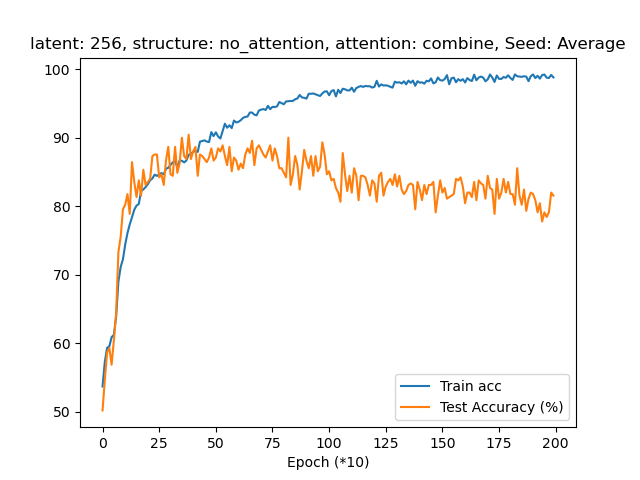 latent: 256, structure: no_attention, attention: combine, Seed: Average
100
90
80
70
60
50
Train acc
Test Accuracy (%)
0 25 50 75 100 125 150 175 200
Epoch (*10)